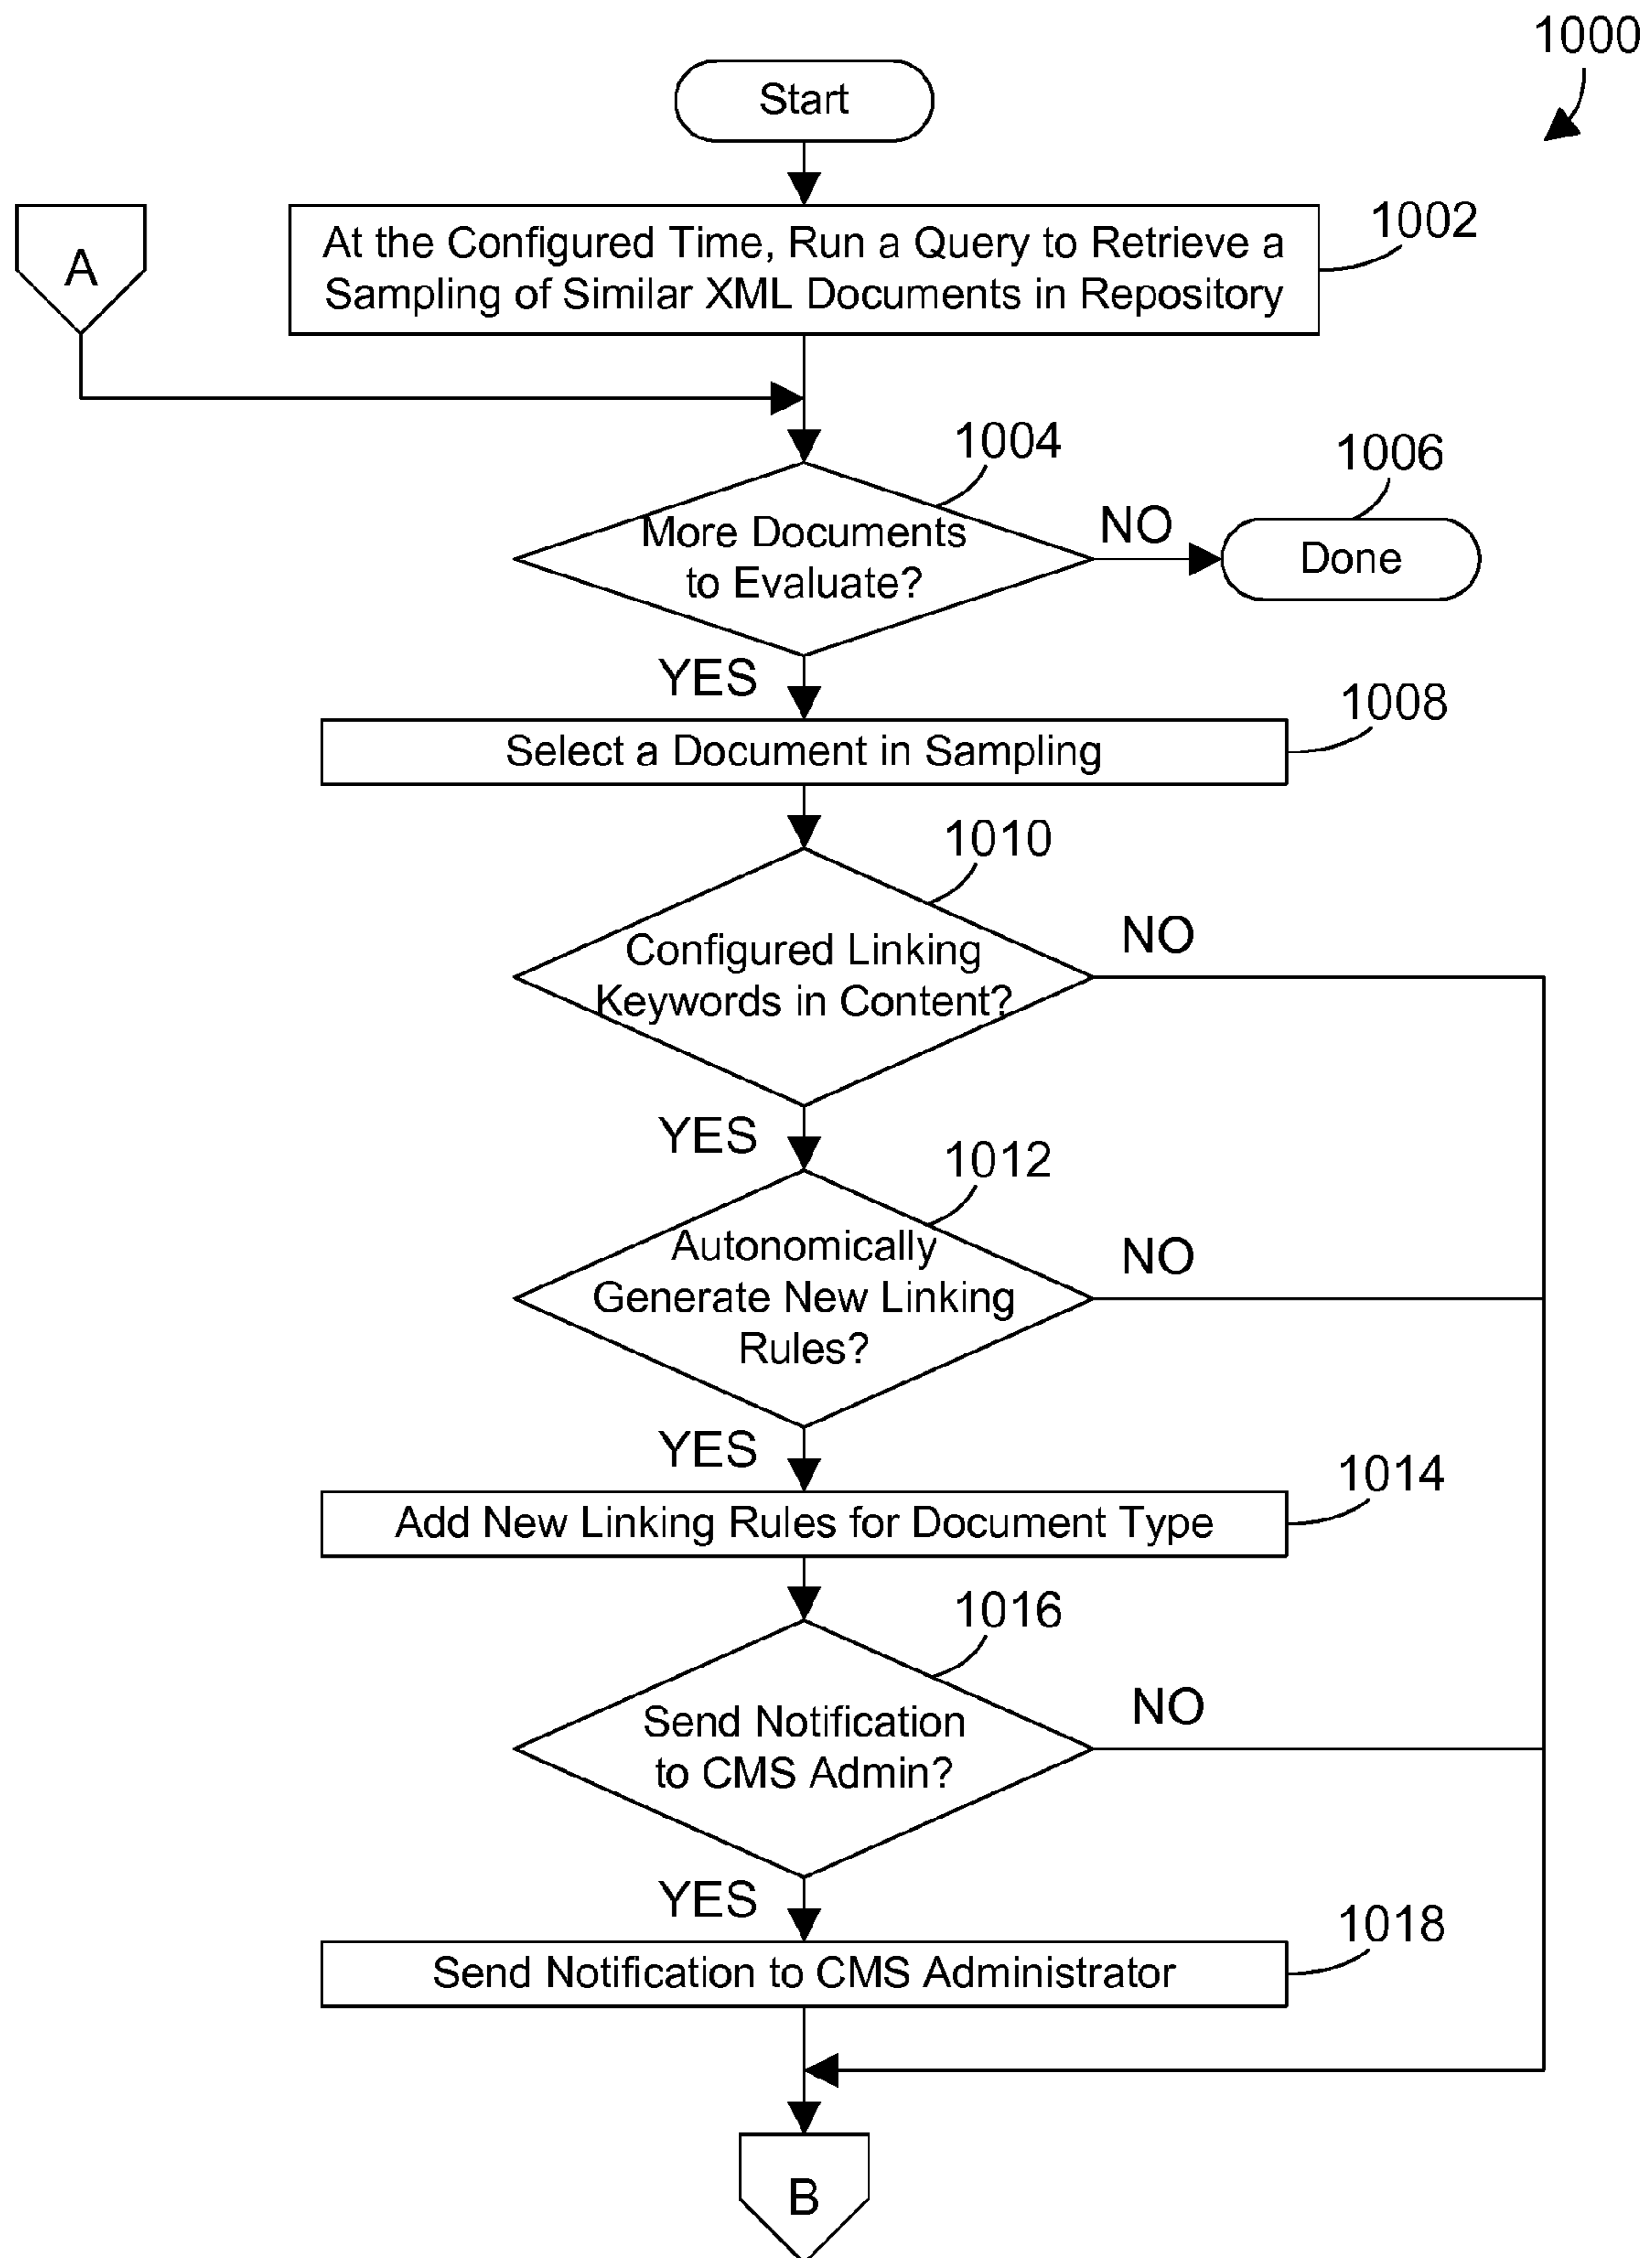 1000
Start
A
At the Configured Time, Run a Query to Retrieve a
Sampling of Similar XML Documents in Repository
1002
1004
1006
More Documents
to Evaluate?
NO
Done
YES
1008
Select a Document in Sampling
1010
Configured Linking
Keywords in Content?
NO
YES
1012
Autonomically
Generate New Linking
Rules?
NO
YES
1014
Add New Linking Rules for Document Type
1016
Send Notification
to CMS Admin?
NO
YES
1018
Send Notification to CMS Administrator
B